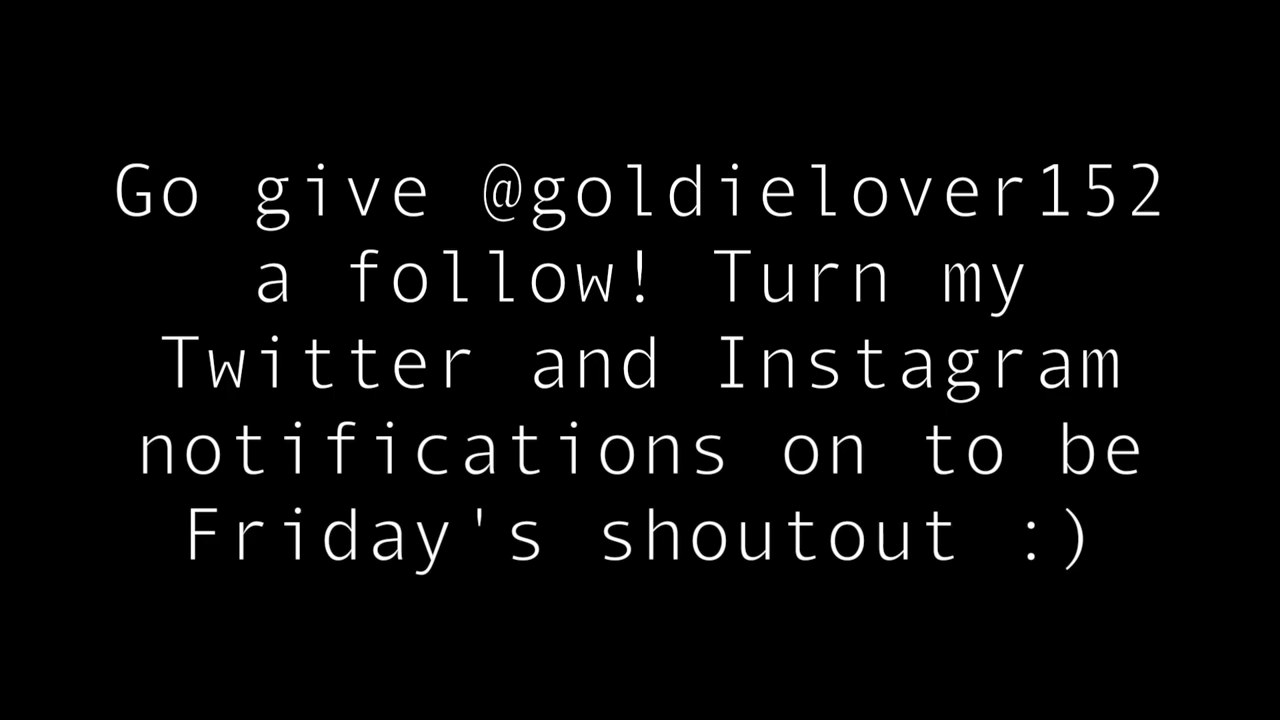 Go give @goldielover152
a follow! Turn my
Twitter and Instagram
notifications on to be
Friday's shoutout :)